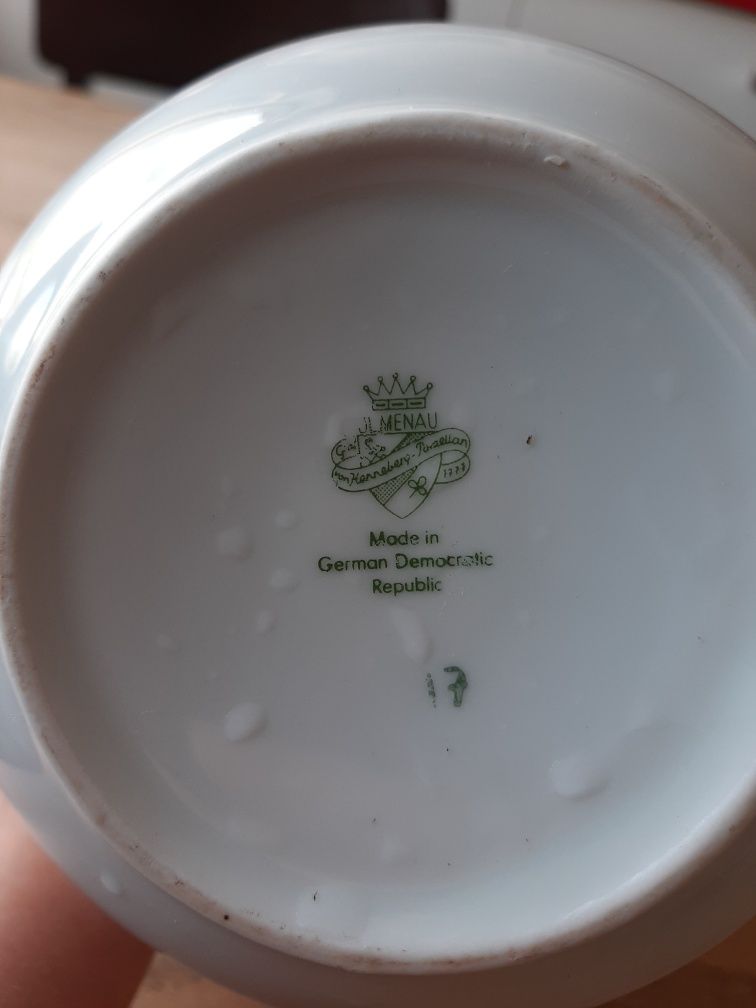 ILMENAU
Graf
von Henneberg-Porzellan
1777
Made in
German Democratic
Republic
17